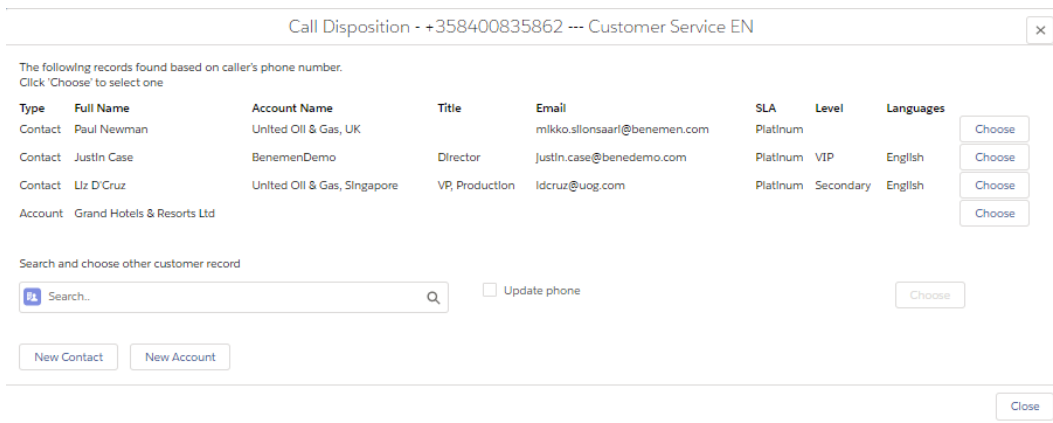 Call Disposition - +358400835862 --- Customer Service EN
The following records found based on caller's phone number.
Click 'Choose' to select one
Type Full Name Account Name Title Email SLA Level Languages
Contact Paul Newman United Oil & Gas, UK mikko.silonsaari@benemen.com Platinum Choose
Contact Justin Case BenemenDemo Director justin.case@benedemo.com Platinum VIP English Choose
Contact Liz D'Cruz United Oil & Gas, Singapore VP, Production ldcruz@uog.com Platinum Secondary English Choose
Account Grand Hotels & Resorts Ltd Choose
Search and choose other customer record
Search.. Update phone Choose
New Contact New Account
Close